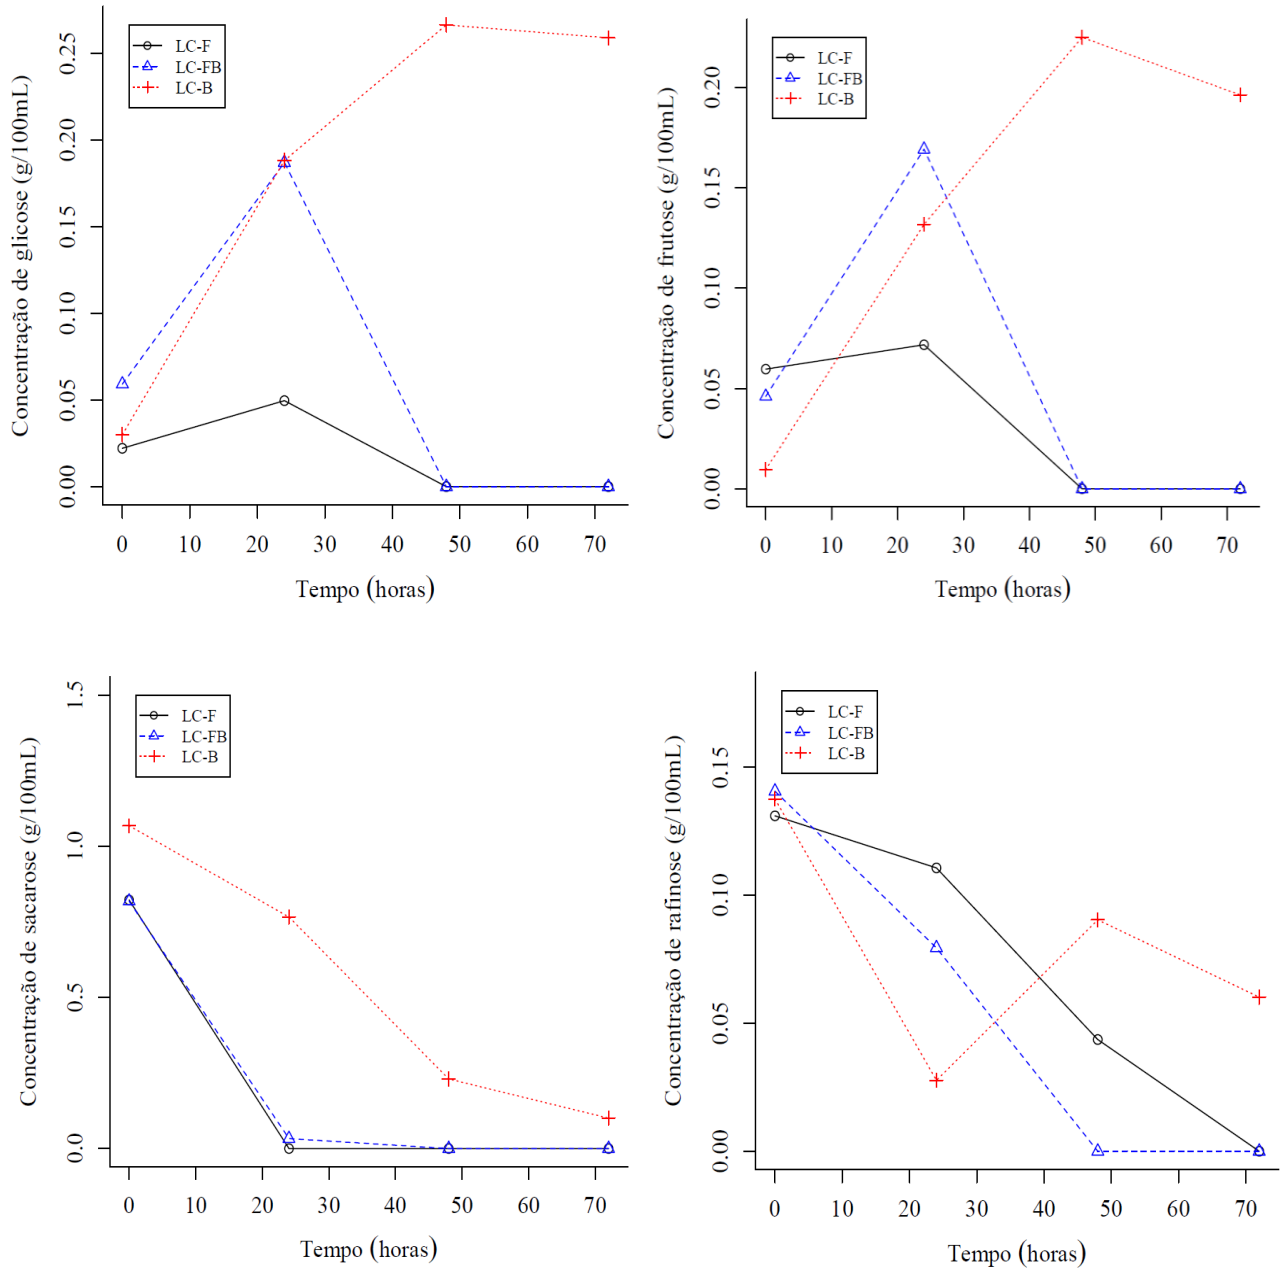 Concentração de glicose (g/100mL)
0.25
0.20
0.15
0.10
0.05
0.00
LC-F
LC-FB
LC-B
0 10 20 30 40 50 60 70
Tempo (horas)
Concentração de frutose (g/100mL)
0.20
0.15
0.10
0.05
0.00
LC-F
LC-FB
LC-B
0 10 20 30 40 50 60 70
Tempo (horas)
Concentração de sacarose (g/100mL)
1.5
1.0
0.5
0.0
LC-F
LC-FB
LC-B
0 10 20 30 40 50 60 70
Tempo (horas)
Concentração de rafinose (g/100mL)
0.15
0.10
0.05
0.00
LC-F
LC-FB
LC-B
0 10 20 30 40 50 60 70
Tempo (horas)